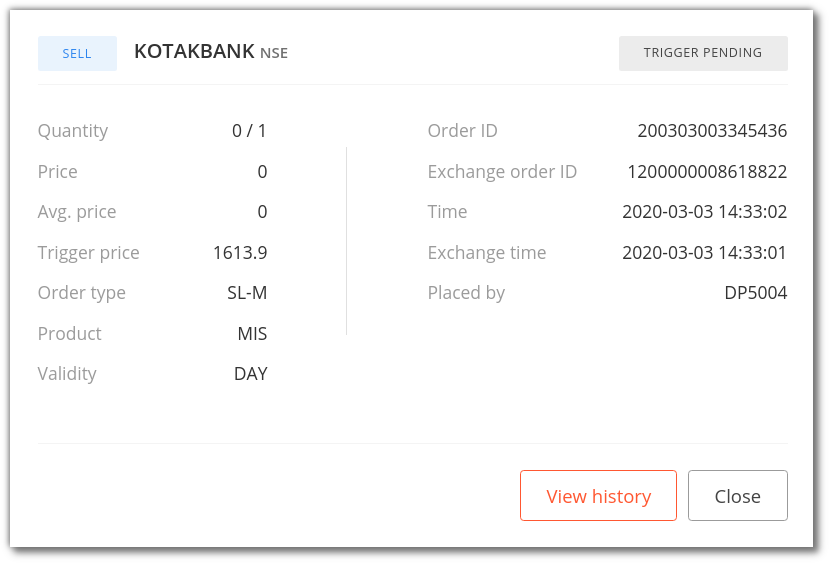 SELL KOTAKBANK NSE TRIGGER PENDING
Quantity 0 / 1 Order ID 200303003345436
Price 0 Exchange order ID 1200000008618822
Avg. price 0 Time 2020-03-03 14:33:02
Trigger price 1613.9 Exchange time 2020-03-03 14:33:01
Order type SL-M Placed by DP5004
Product MIS
Validity DAY
View history Close